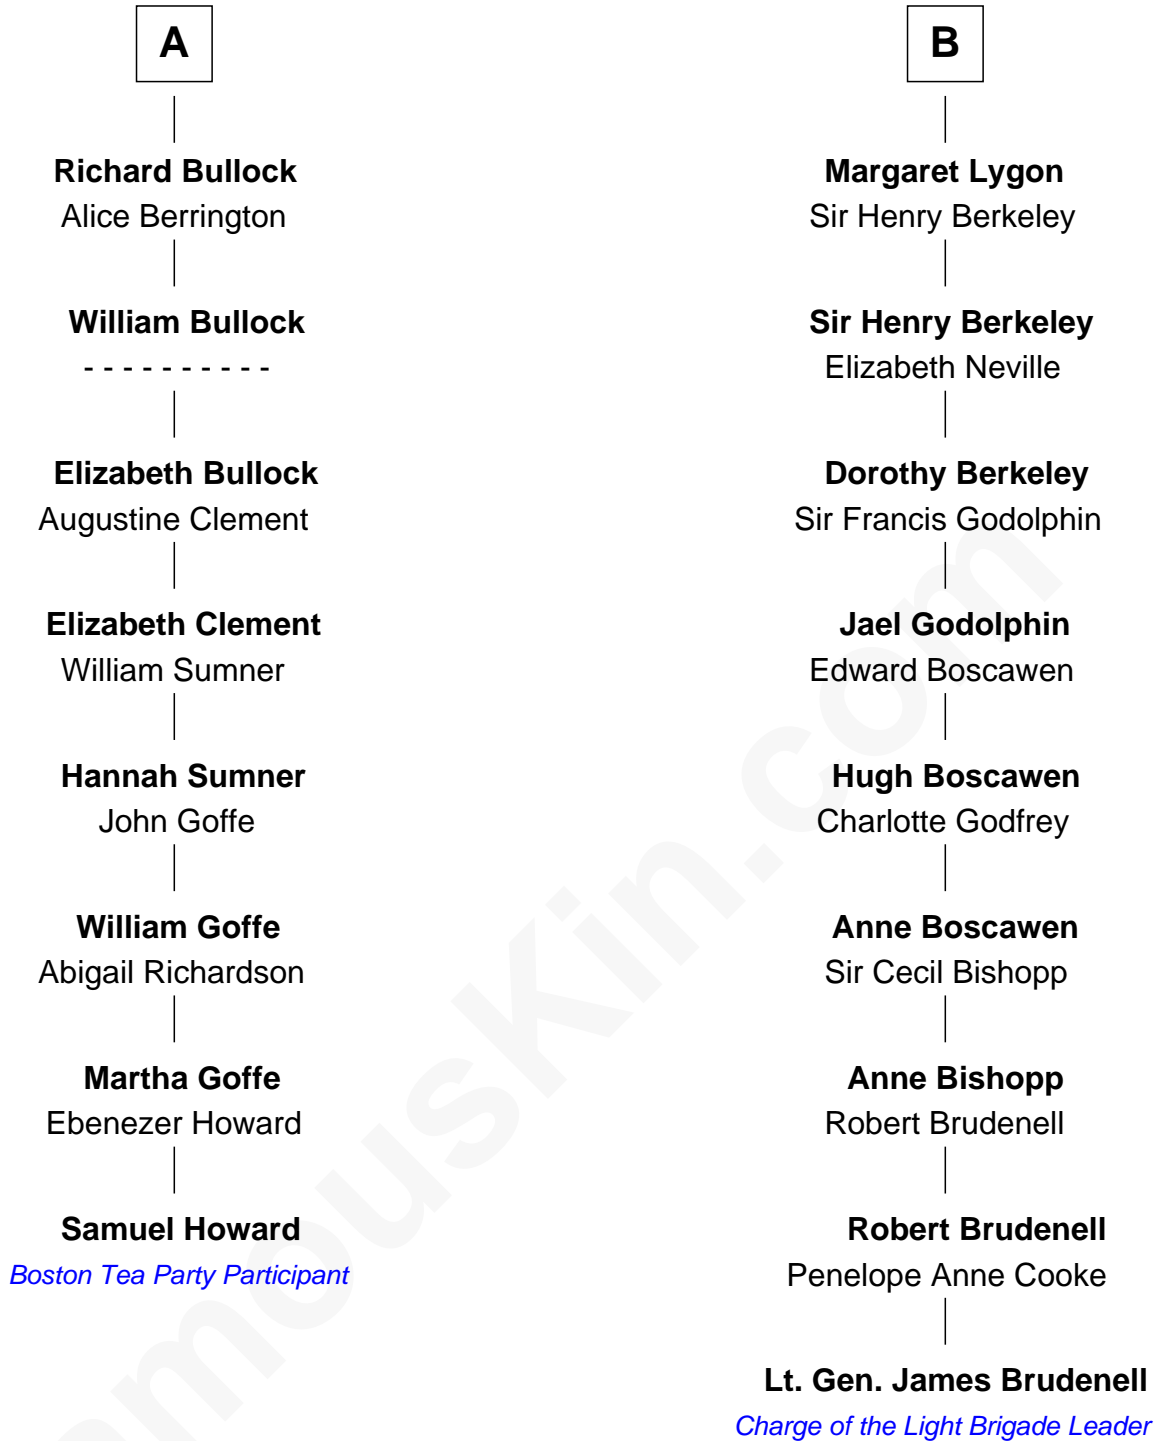 A
Richard Bullock
Alice Berrington
William Bullock
- - - - - - - - - -
Elizabeth Bullock
Augustine Clement
Elizabeth Clement
William Sumner
Hannah Sumner
John Goffe
William Goffe
Abigail Richardson
Martha Goffe
Ebenezer Howard
Samuel Howard
Boston Tea Party Participant
B
Margaret Lygon
Sir Henry Berkeley
Sir Henry Berkeley
Elizabeth Neville
Dorothy Berkeley
Sir Francis Godolphin
Jael Godolphin
Edward Boscawen
Hugh Boscawen
Charlotte Godfrey
Anne Boscawen
Sir Cecil Bishopp
Anne Bishopp
Robert Brudenell
Robert Brudenell
Penelope Anne Cooke
Lt. Gen. James Brudenell
Charge of the Light Brigade Leader
amouskin.com